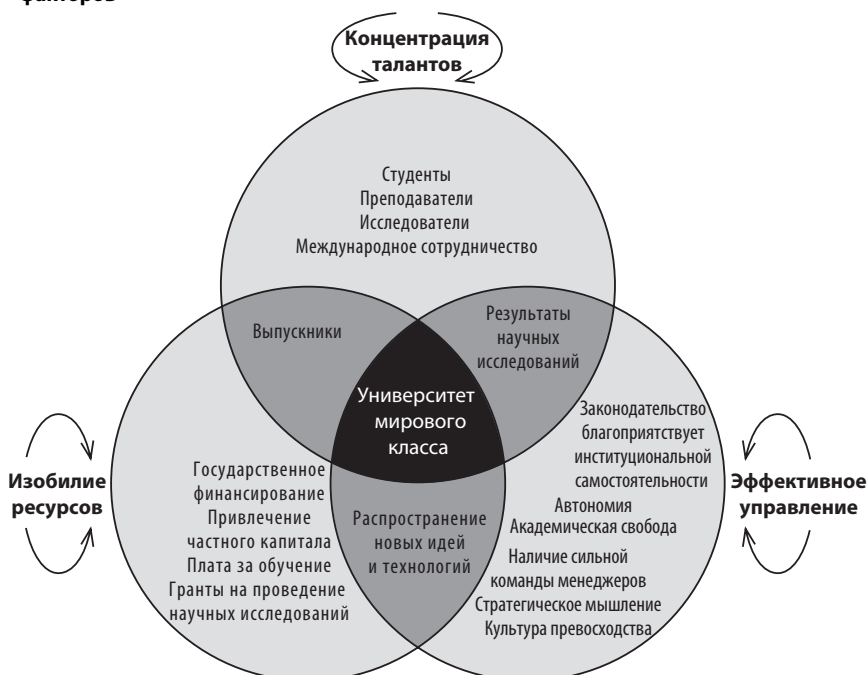 Концентрация
талантов
Студенты
Преподаватели
Исследователи
Международное сотрудничество
Выпускники
Результаты
научных
исследований
Университет
мирового
класса
Изобилие
ресурсов
Государственное
финансирование
Привлечение
частного капитала
Плата за обучение
Гранты на проведение
научных исследований
Распространение
новых идей
и технологий
Законодательство
благоприятствует
институциональной
самостоятельности
Автономия
Академическая свобода
Наличие сильной
команды менеджеров
Стратегическое мышление
Культура превосходства
Эффективное
управление